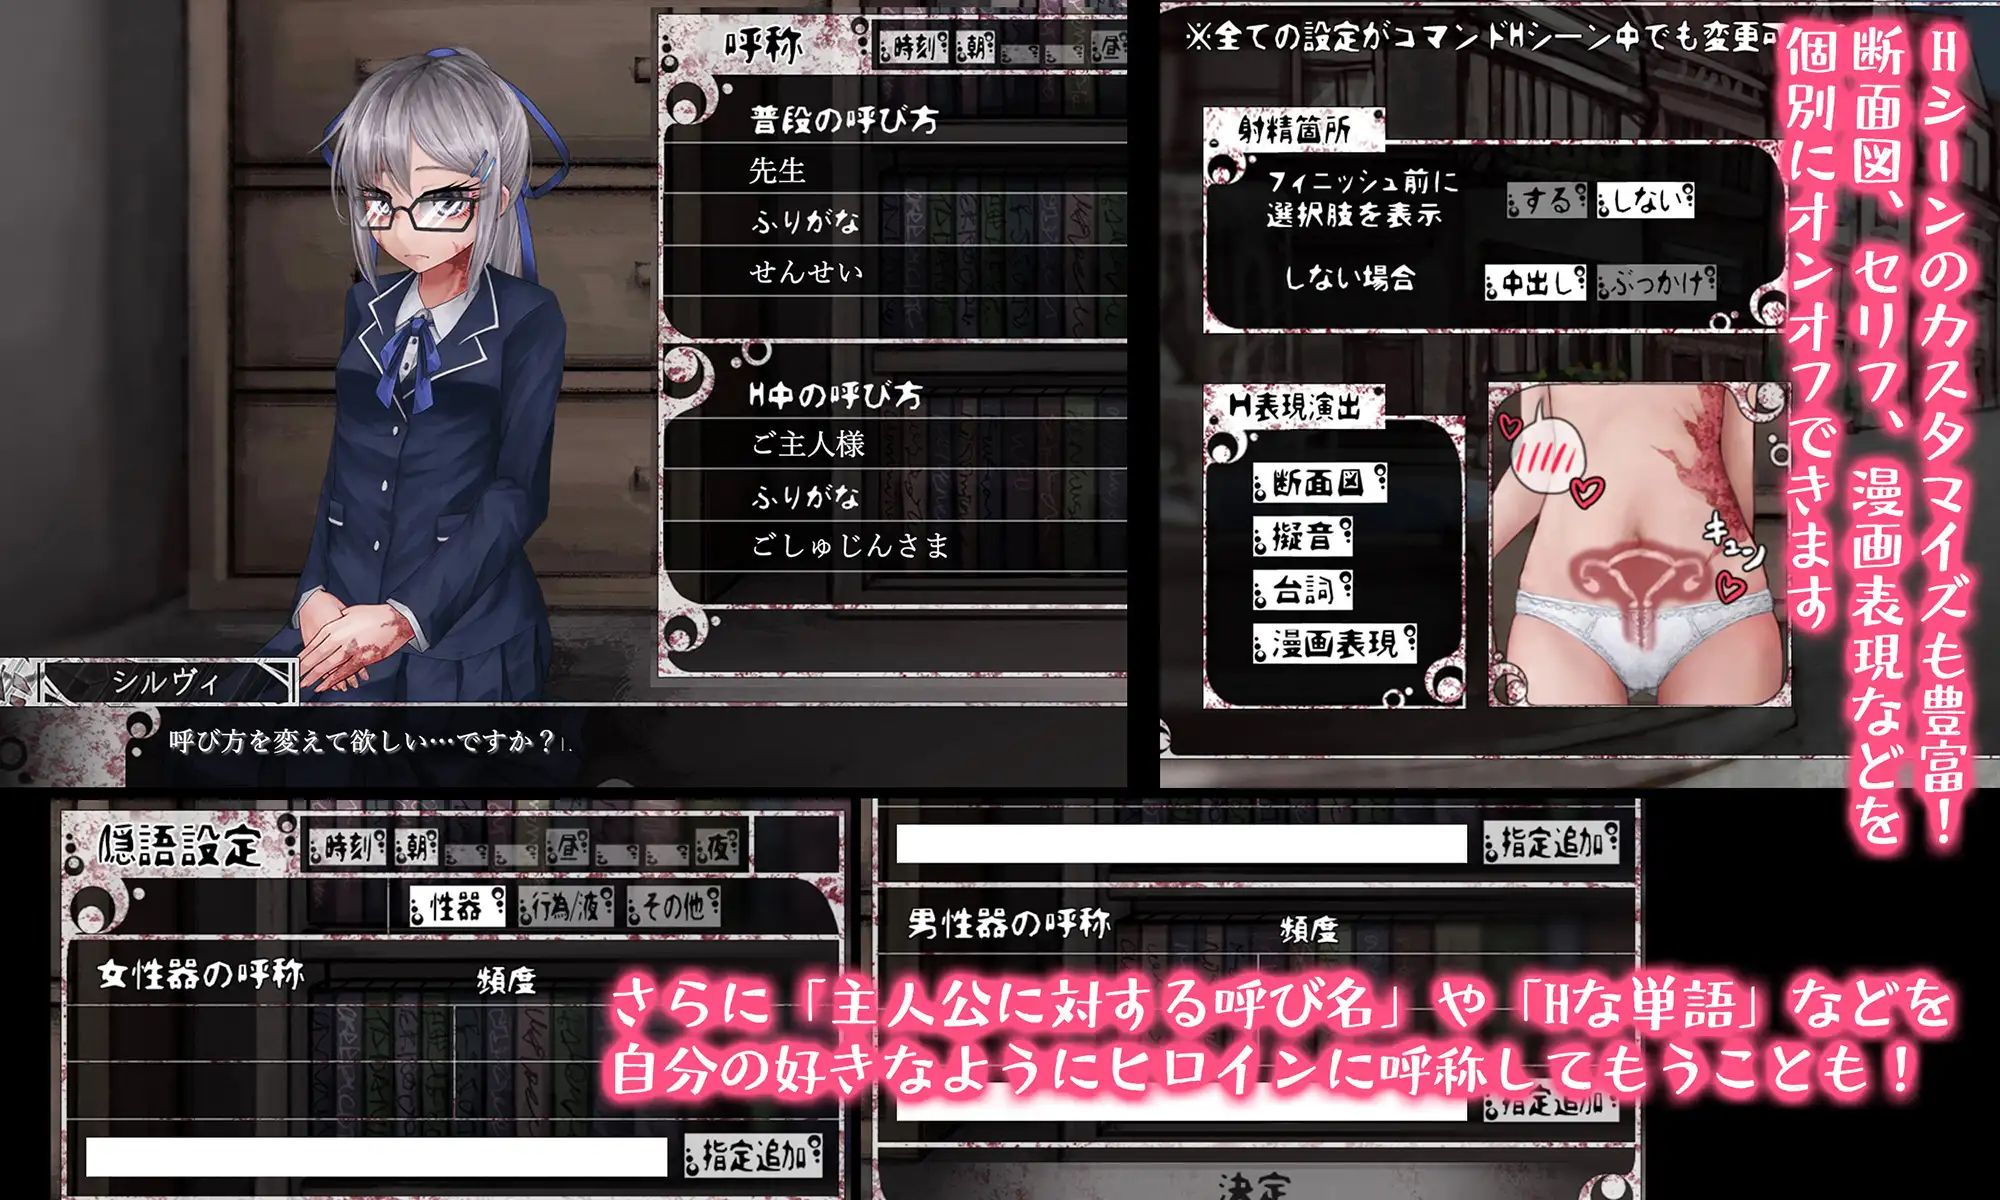 呼称
時刻
朝
昼
普段の呼び方
先生
ふりがな
せんせい
H中の呼び方
ご主人様
ふりがな
ごしゅじんさま
シルヴィ
呼び方を変えて欲しい…ですか?
※全ての設定がコマンドHシーン中でも変更可
射精箇所
フィニッシュ前に
選択肢を表示
する
しない
しない場合
中出し
ぶっかけ
H表現演出
断面図
擬音
台詞
漫画表現
キュン
Hシーンのカスタマイズも豊富!
断面図、セリフ、漫画表現などを
個別にオンオフできます
隠語設定
時刻
朝
昼
夜
性器
行為/液
その他
女性器の呼称
頻度
指定追加
指定追加
男性器の呼称
頻度
さらに「主人公に対する呼び名」や「Hな単語」などを
自分の好きなようにヒロインに呼称してもうことも!
指定追加
決定